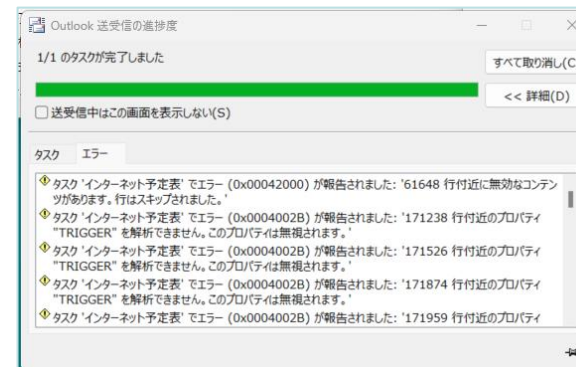 Outlook 送受信の進捗度
1/1 のタスクが完了しました
すべて取り消し(C
<< 詳細(D)
送受信中はこの画面を表示しない(S)
タスク エラー
タスク 'インターネット予定表' でエラー (0x00042000) が報告されました: '61648 行付近に無効なコンテン
ツがあります。行はスキップされました。'
タスク 'インターネット予定表' でエラー (0x0004002B) が報告されました: '171238 行付近のプロパティ
"TRIGGER" を解析できません。このプロパティは無視されます。'
タスク 'インターネット予定表' でエラー (0x0004002B) が報告されました: '171526 行付近のプロパティ
"TRIGGER" を解析できません。このプロパティは無視されます。'
タスク 'インターネット予定表' でエラー (0x0004002B) が報告されました: '171874 行付近のプロパティ
"TRIGGER" を解析できません。このプロパティは無視されます。'
タスク 'インターネット予定表' でエラー (0x0004002B) が報告されました: '171959 行付近のプロパティ